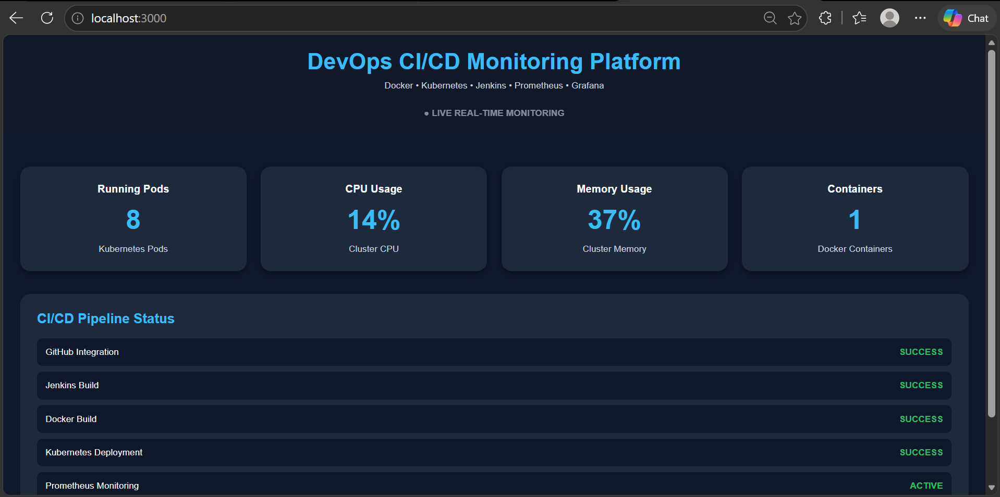 localhost:3000
Chat
DevOps CI/CD Monitoring Platform
Docker • Kubernetes • Jenkins • Prometheus • Grafana
● LIVE REAL-TIME MONITORING
Running Pods
8
Kubernetes Pods
CPU Usage
14%
Cluster CPU
Memory Usage
37%
Cluster Memory
Containers
1
Docker Containers
CI/CD Pipeline Status
GitHub Integration SUCCESS
Jenkins Build SUCCESS
Docker Build SUCCESS
Kubernetes Deployment SUCCESS
Prometheus Monitoring ACTIVE